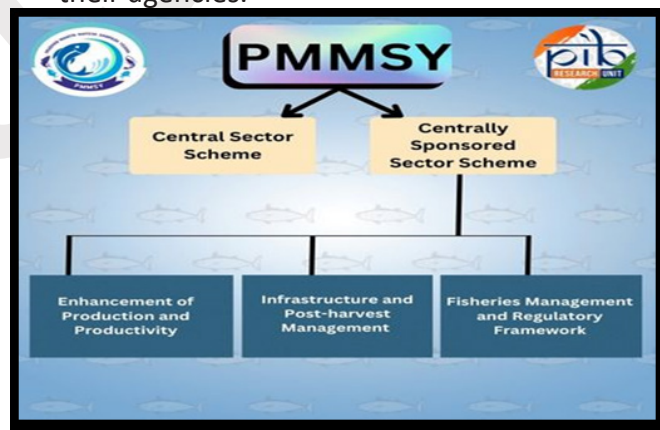 their agencies.
PMMSY
PMMSY
pib
RESEARCH UNIT
Central Sector
Scheme
Centrally
Sponsored
Sector Scheme
Enhancement of
Production and
Productivity
Infrastructure and
Post-harvest
Management
Fisheries Management
and Regulatory
Framework